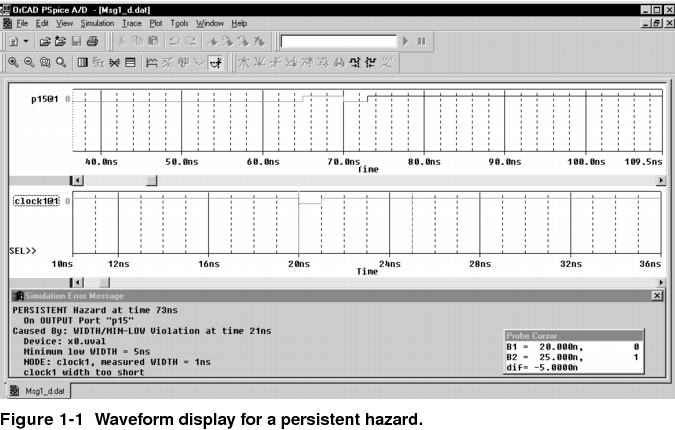 OrCAD PSpice A/D - [Msg1_d.dat]
File Edit View Simulation Trace Plot Tools Window Help
p15@1 0
40.0ns 50.0ns 60.0ns 70.0ns 80.0ns 90.0ns 100.0ns 109.5ns
Time
clock1@1 0
SEL>>
10ns 12ns 16ns 20ns 24ns 28ns 32ns 36ns
Time
Simulation Error Message
PERSISTENT Hazard at time 73ns
On OUTPUT Port "p15"
Caused By: WIDTH/MIN-LOW Violation at time 21ns
Device: x0.uval
Minimum low WIDTH = 5ns
NODE: clock1, measured WIDTH = 1ns
clock1 width too short
Probe Cursor
B1 = 20.000n, 0
B2 = 25.000n, 1
dif= -5.0000n
Msg1_d.dat
Figure 1-1 Waveform display for a persistent hazard.